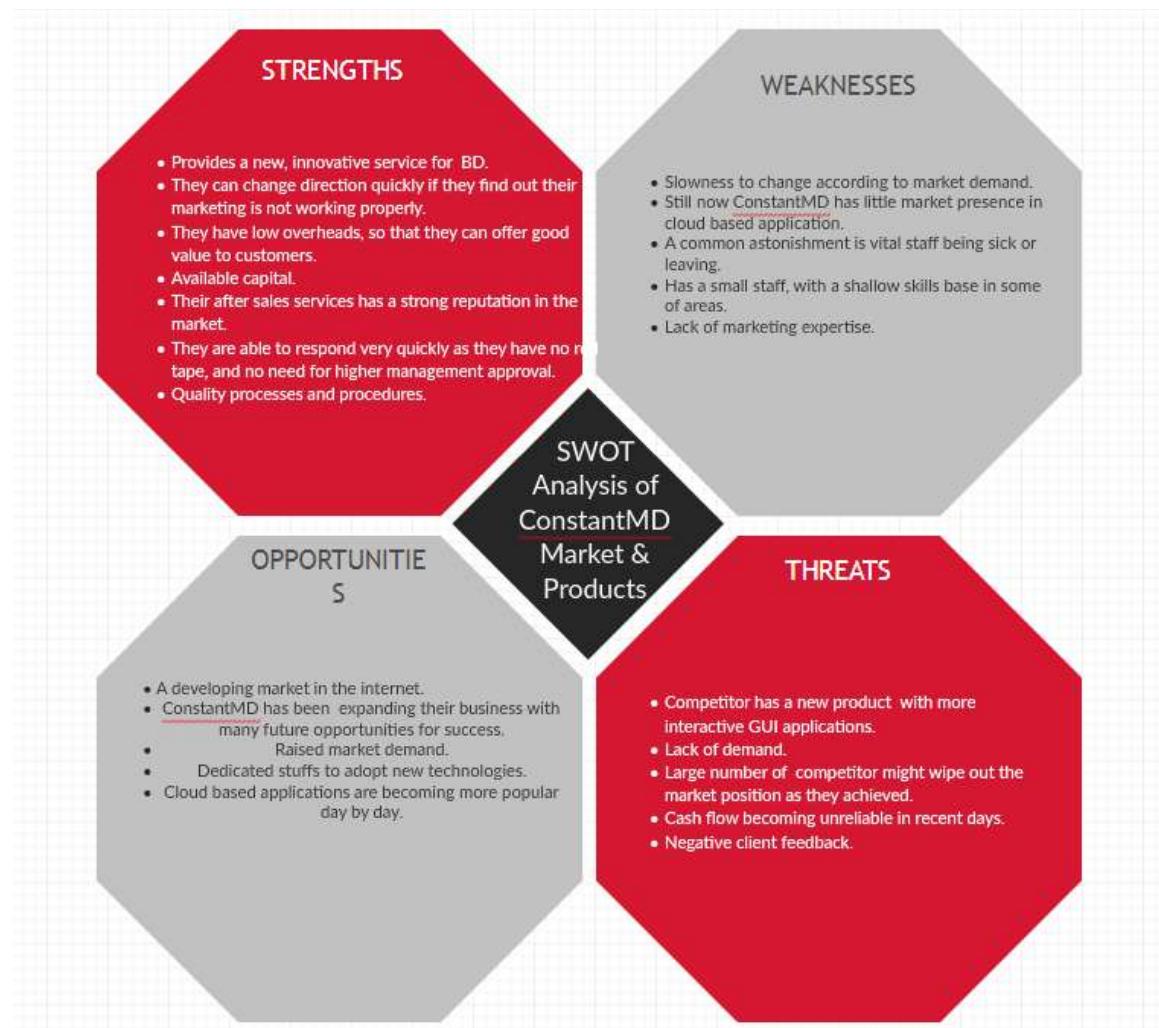 STRENGTHS
• Provides a new, innovative service for BD.
• They can change direction quickly if they find out their
marketing is not working properly.
• They have low overheads, so that they can offer good
value to customers.
• Available capital.
• Their after sales services has a strong reputation in the
market.
• They are able to respond very quickly as they have no red
tape, and no need for higher management approval.
• Quality processes and procedures.
WEAKNESSES
• Slowness to change according to market demand.
• Still now ConstantMD has little market presence in
cloud based application.
• A common astonishment is vital staff being sick or
leaving.
• Has a small staff, with a shallow skills base in some
of areas.
• Lack of marketing expertise.
SWOT
Analysis of
ConstantMD
Market &
Products
OPPORTUNITIE
S
• A developing market in the internet.
• ConstantMD has been expanding their business with
many future opportunities for success.
• Raised market demand.
• Dedicated stuffs to adopt new technologies.
• Cloud based applications are becoming more popular
day by day.
THREATS
• Competitor has a new product with more
interactive GUI applications.
• Lack of demand.
• Large number of competitor might wipe out the
market position as they achieved.
• Cash flow becoming unreliable in recent days.
• Negative client feedback.